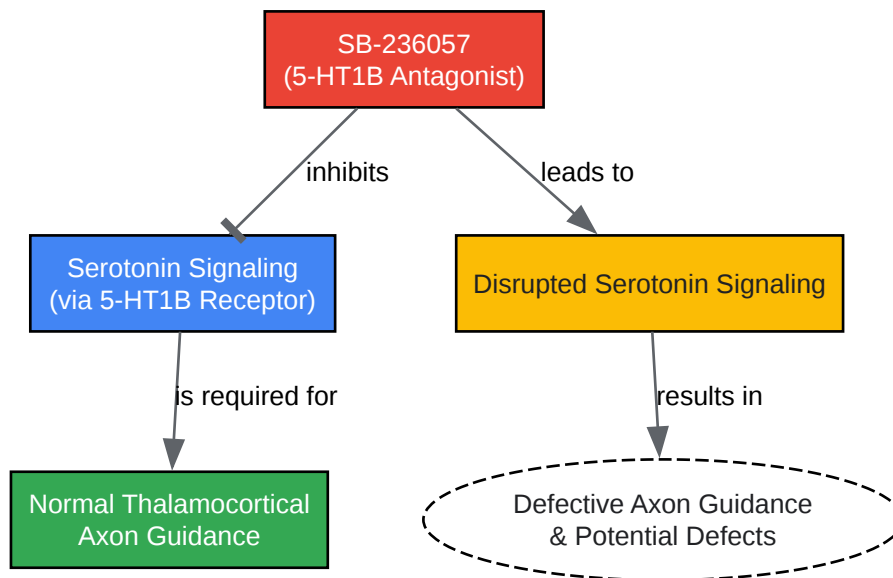 SB-236057
(5-HT1B Antagonist)
inhibits
leads to
Serotonin Signaling
(via 5-HT1B Receptor)
Disrupted Serotonin Signaling
is required for
results in
Normal Thalamocortical
Axon Guidance
Defective Axon Guidance
& Potential Defects